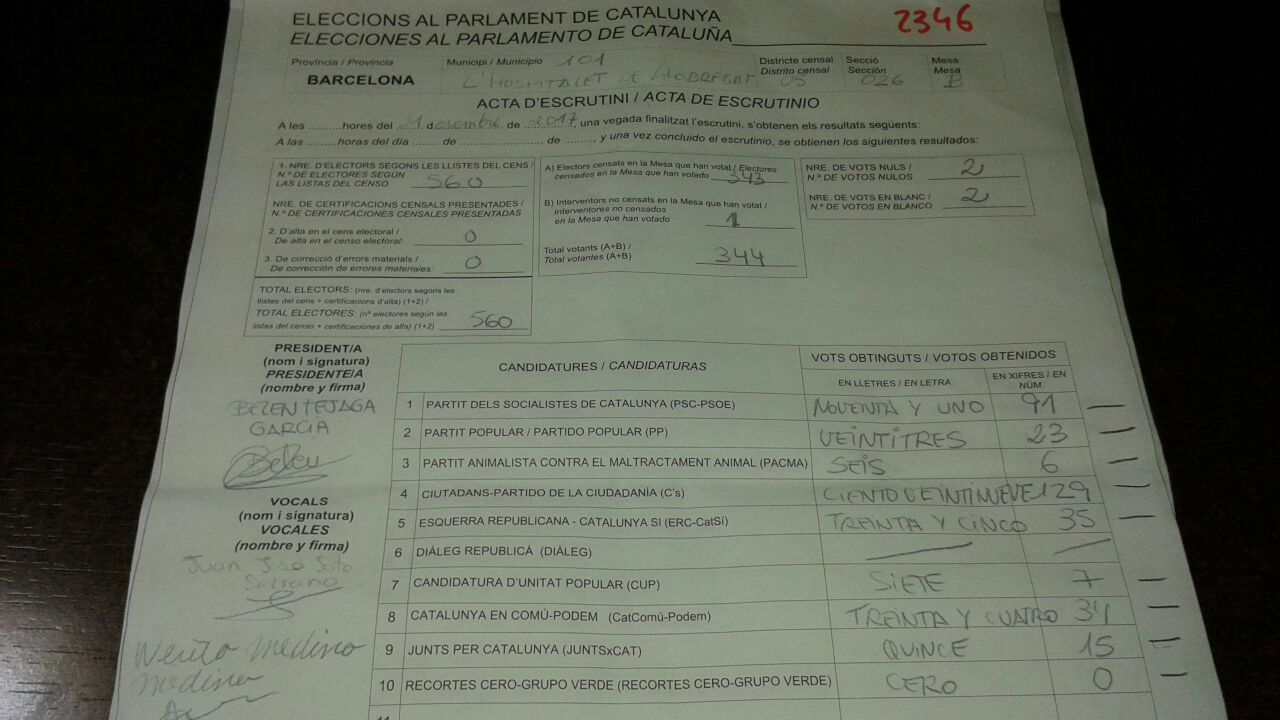 ELECCIONS AL PARLAMENT DE CATALUNYA
2346
ELECCIONES AL PARLAMENTO DE CATALUÑA
Província / Provincia
BARCELONA
Municipi / Municipio 101
L'HOSPITALET DE LLOBREGAT
Districte censal
Distrito censal
05
Secció
Sección
026
Mesa
Mesa
B
ACTA D'ESCRUTINI / ACTA DE ESCRUTINIO
A les ..........hores del 21 desembre de 2017, una vegada finalitzat l'escrutini, s'obtenen els resultats següents:
A las ..........horas del día ....... de ....................... de .............., y una vez concluido el escrutinio, se obtienen los siguientes resultados:
1. NRE. D'ELECTORS SEGONS LES LLISTES DEL CENS /
N.º DE ELECTORES SEGÚN
LAS LISTAS DEL CENSO 560
NRE. DE CERTIFICACIONS CENSALS PRESENTADES /
N.º DE CERTIFICACIONES CENSALES PRESENTADAS
2. D'alta en el cens electoral /
De alta en el censo electoral: 0
3. De correcció d'errors materials /
De corrección de errores materiales: 0
TOTAL ELECTORS: (nre. d'electors segons les
llistes del cens + certificacions d'alta) (1+2) /
TOTAL ELECTORES: (nº electores según las
listas del censo + certificaciones de alta) (1+2) 560
A) Electors censats en la Mesa que han votat / Electores
censados en la Mesa que han votado 343
B) Interventors no censats en la Mesa que han votat /
Interventores no censados
en la Mesa que han votado 1
Total votants (A+B) /
Total votantes (A+B) 344
NRE. DE VOTS NULS /
N.º DE VOTOS NULOS 2
NRE. DE VOTS EN BLANC /
N.º DE VOTOS EN BLANCO 2
PRESIDENT/A
(nom i signatura)
PRESIDENTE/A
(nombre y firma)
BELEN TEJAGA
GARCIA
Belen
VOCALS
(nom i signatura)
VOCALES
(nombre y firma)
Juan Jso Soto
Serrano
Medina
CANDIDATURES / CANDIDATURAS
VOTS OBTINGUTS / VOTOS OBTENIDOS
EN LLETRES / EN LETRA
EN XIFRES / EN NÚM.
1 PARTIT DELS SOCIALISTES DE CATALUNYA (PSC-PSOE) NOVENTA Y UNO 91
2 PARTIT POPULAR / PARTIDO POPULAR (PP) VEINTITRES 23
3 PARTIT ANIMALISTA CONTRA EL MALTRACTAMENT ANIMAL (PACMA) SEIS 6
4 CIUTADANS-PARTIDO DE LA CIUDADANÍA (C's) CIENTO VEINTINUEVE 129
5 ESQUERRA REPUBLICANA - CATALUNYA SI (ERC-CatSí) TREINTA Y CINCO 35
6 DIÀLEG REPUBLICÀ (DIÀLEG)
7 CANDIDATURA D'UNITAT POPULAR (CUP) SIETE 7
8 CATALUNYA EN COMÚ-PODEM (CatComú-Podem) TREINTA Y CUATRO 34
9 JUNTS PER CATALUNYA (JUNTSxCAT) QUINCE 15
10 RECORTES CERO-GRUPO VERDE (RECORTES CERO-GRUPO VERDE) CERO 0
11